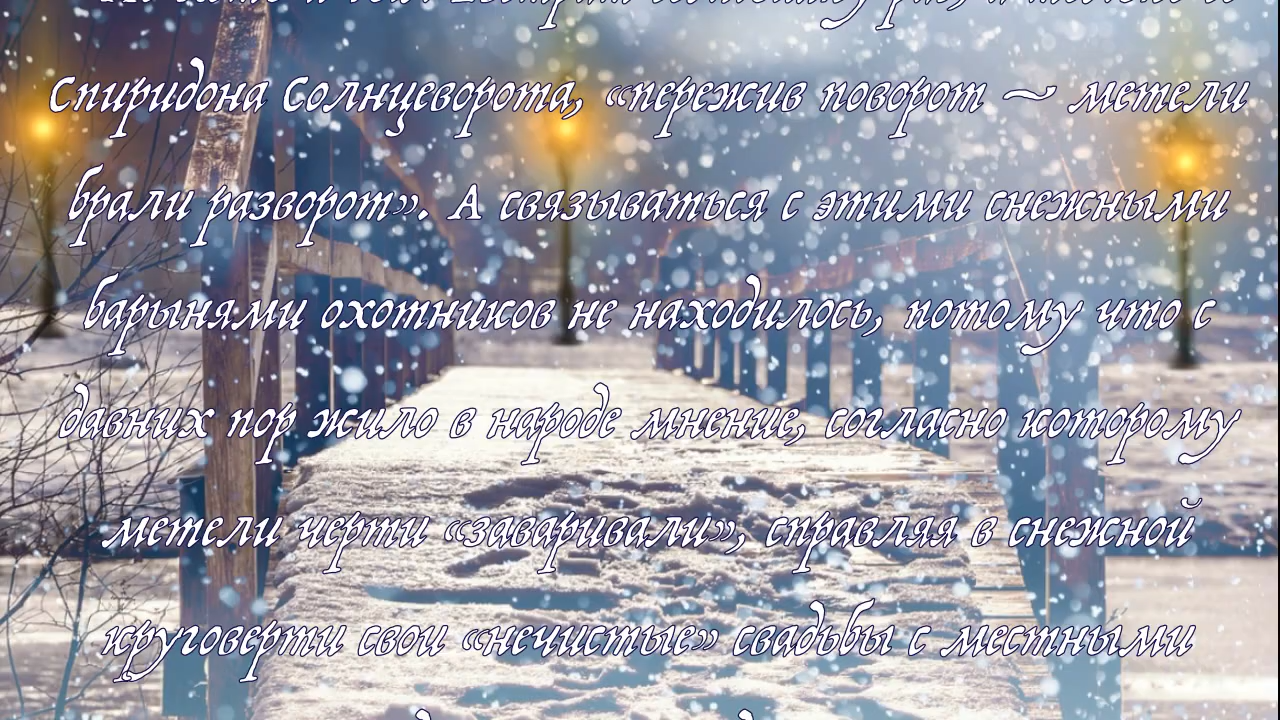 Спиридона Солнцеворота, «пережив поворот ~ метели
брали разворот». А связываться с этими снежными
барынями охотников не находилось, потому что с
давних пор жило в народе мнение, согласно которому
метели черти «заваривали», справляя в снежной
круговерти свои «нечистые» свадьбы с местными